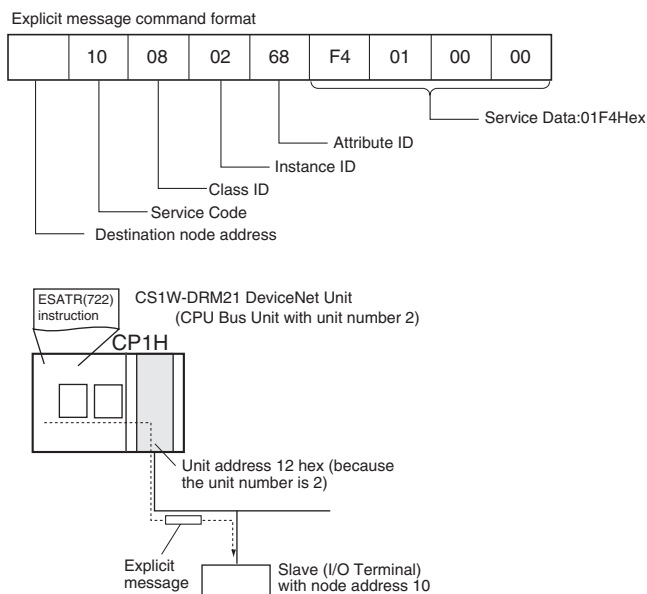 Explicit message command format
10 08 02 68 F4 01 00 00
Service Data:01F4Hex
Attribute ID
Instance ID
Class ID
Service Code
Destination node address
ESATR(722)
instruction
CS1W-DRM21 DeviceNet Unit
(CPU Bus Unit with unit number 2)
CP1H
Unit address 12 hex (because
the unit number is 2)
Explicit
message
Slave (I/O Terminal)
with node address 10